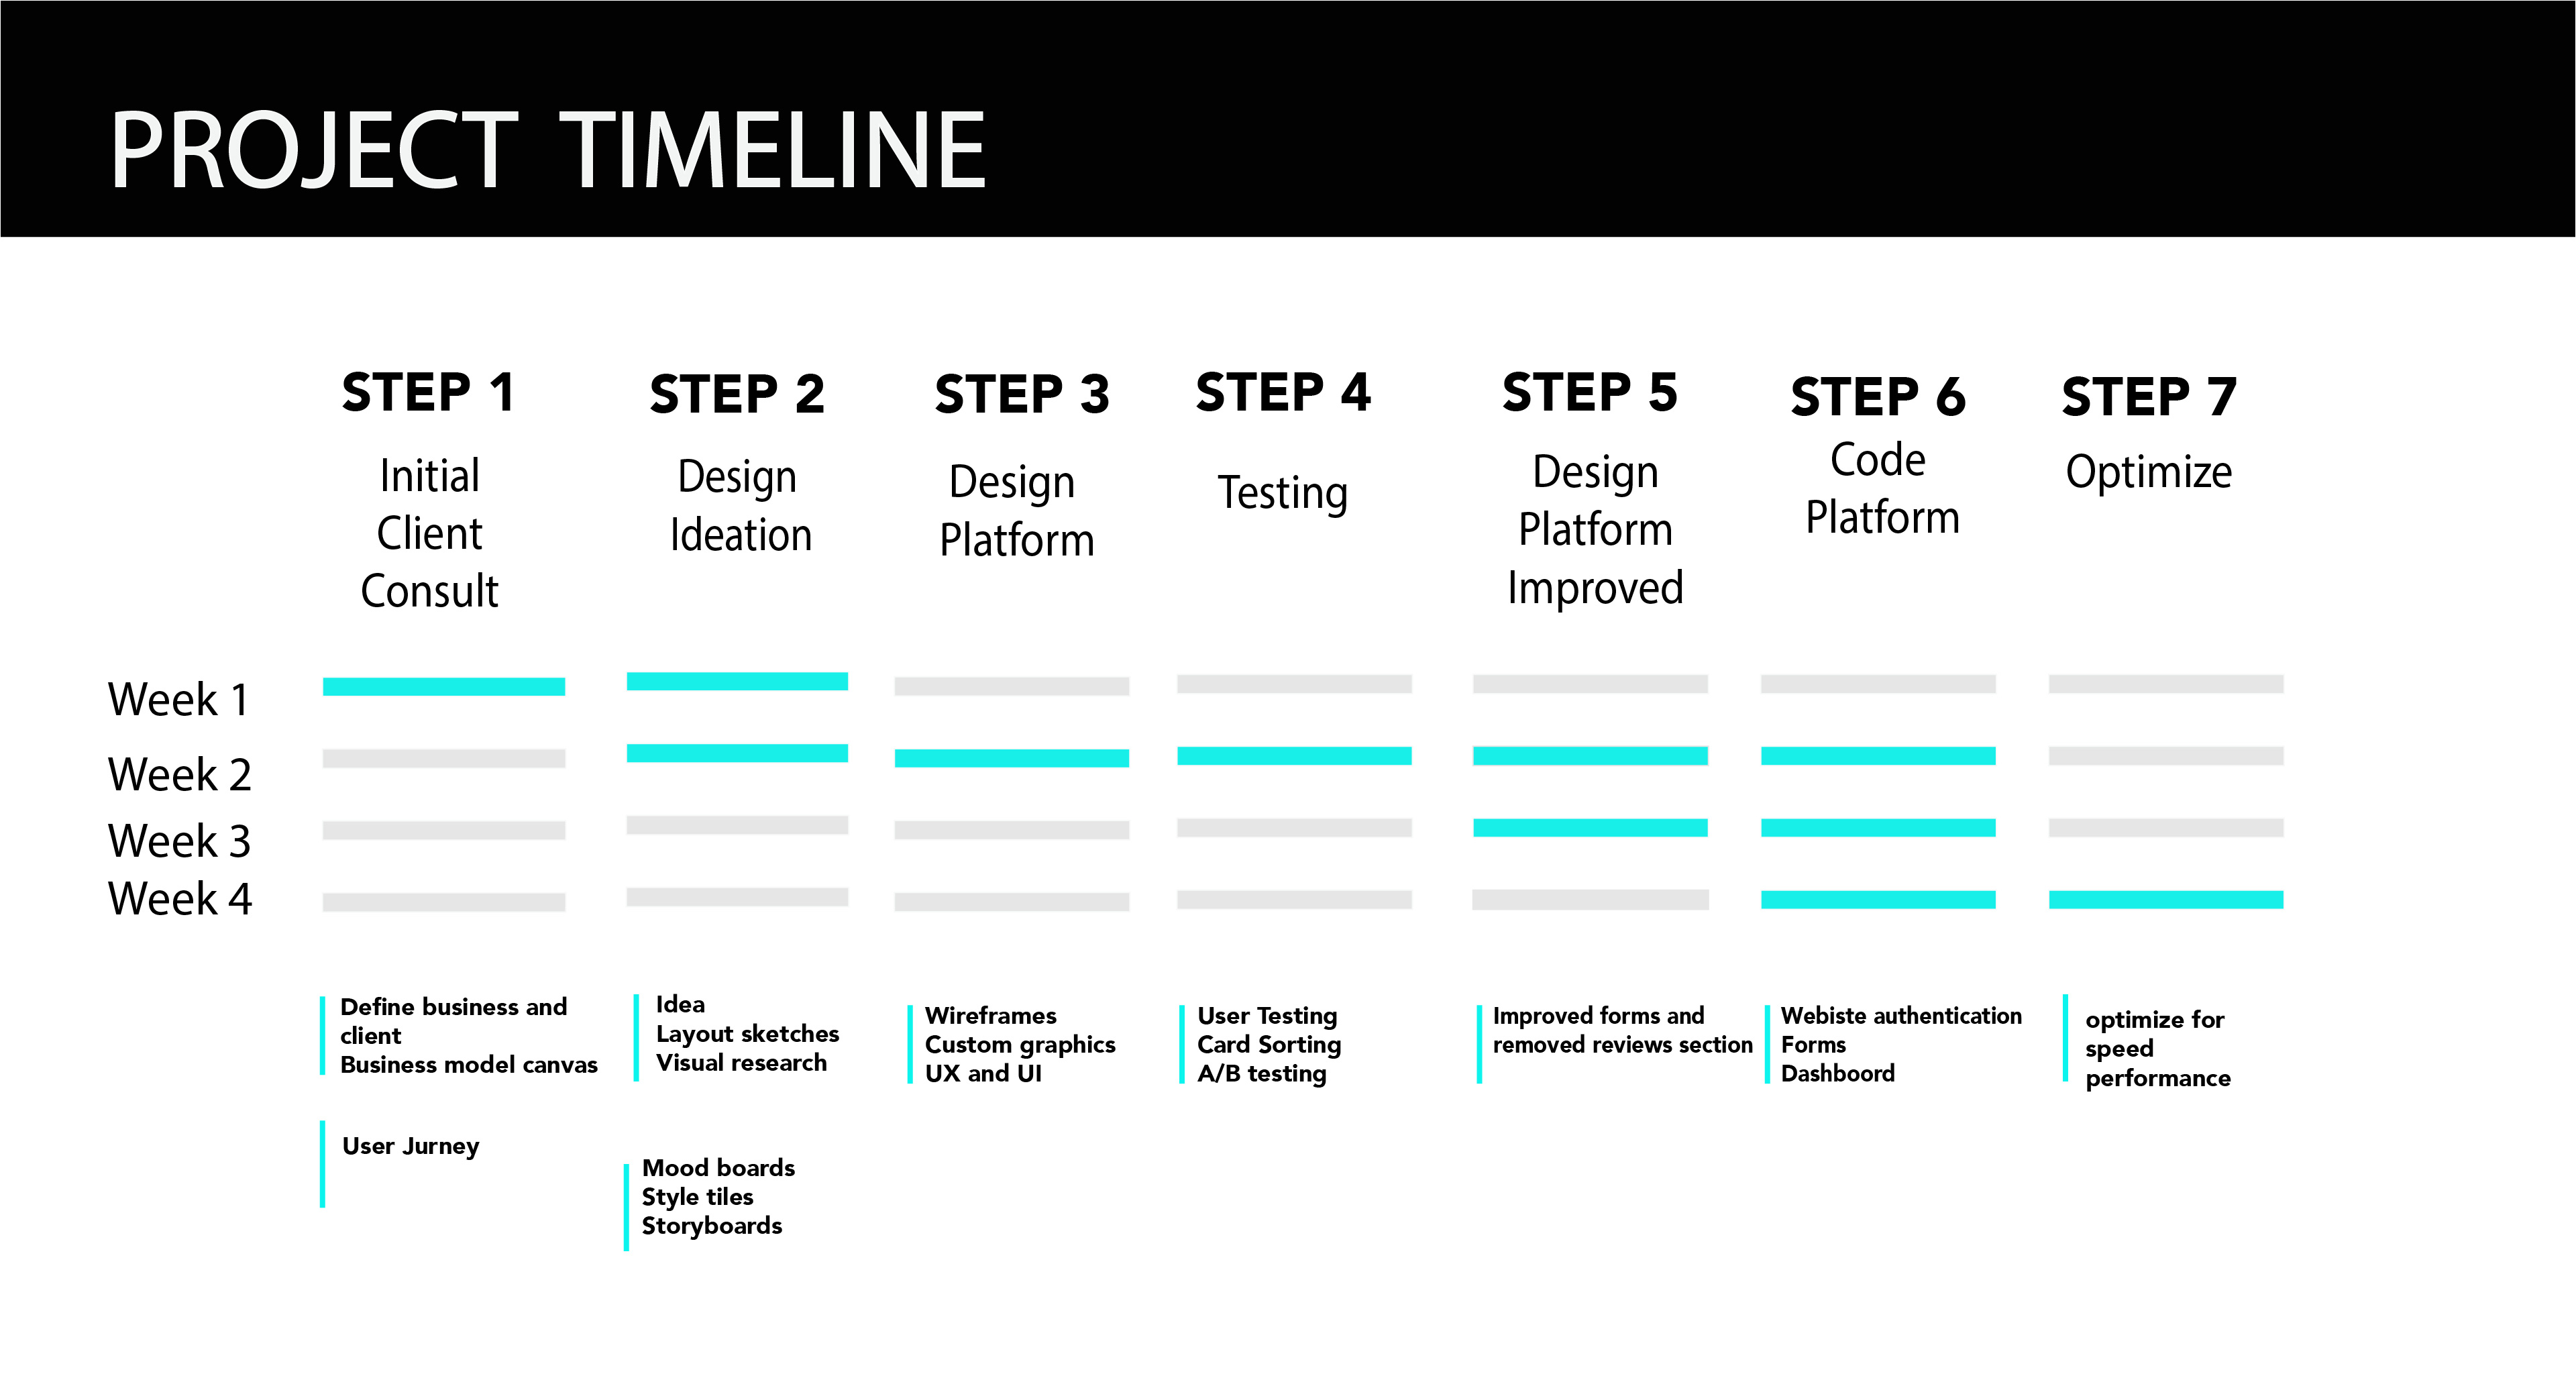 PROJECT TIMELINE
STEP 1
STEP 2
STEP 3
STEP 4
STEP 5
STEP 6
STEP 7
Initial
Client
Consult
Design
Ideation
Design
Platform
Testing
Design
Platform
Improved
Code
Platform
Optimize
Week 1
Week 2
Week 3
Week 4
Define business and
client
Business model canvas
User Jurney
Idea
Layout sketches
Visual research
Mood boards
Style tiles
Storyboards
Wireframes
Custom graphics
UX and UI
User Testing
Card Sorting
A/B testing
Improved forms and
removed reviews section
Webiste authentication
Forms
Dashboord
optimize for
speed
performance